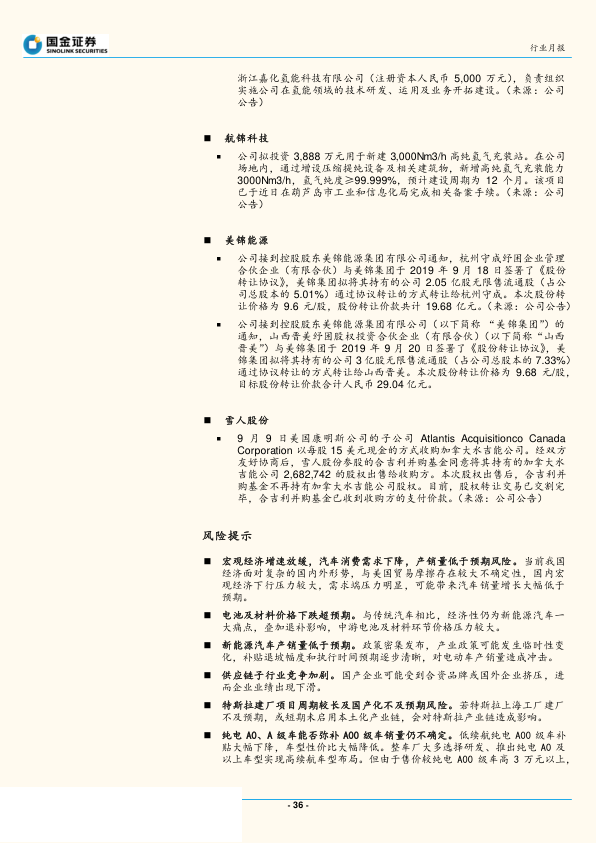 国金证券
SINOLINK SECURITIES
行业月报
浙江嘉化氢能科技有限公司（注册资本人民币 5,000 万元），负责组织
实施公司在氢能领域的技术研发、运用及业务开拓建设。（来源：公司
公告）
■ 航锦科技
▪ 公司拟投资 3,888 万元用于新建 3,000Nm3/h 高纯氢气充装站。在公司
场地内，通过增设压缩提纯设备及相关建筑物，新增高纯氢气充装能力
3000Nm3/h，氢气纯度≥99.999%，预计建设周期为 12 个月。该项目
已于近日在葫芦岛市工业和信息化局完成相关备案手续。（来源：公司
公告）
■ 美锦能源
▪ 公司接到控股股东美锦能源集团有限公司通知，杭州守成纾困企业管理
合伙企业（有限合伙）与美锦集团于 2019 年 9 月 18 日签署了《股份
转让协议》，美锦集团拟将其持有的公司 2.05 亿股无限售流通股（占公
司总股本的 5.01%）通过协议转让的方式转让给杭州守成。本次股份转
让价格为 9.6 元/股，股份转让价款共计 19.68 亿元。（来源：公司公告）
▪ 公司接到控股股东美锦能源集团有限公司（以下简称 “美锦集团”）的
通知，山西晋美纾困股权投资合伙企业（有限合伙）（以下简称“山西
晋美”）与美锦集团于 2019 年 9 月 20 日签署了《股份转让协议》，美
锦集团拟将其持有的公司 3 亿股无限售流通股（占公司总股本的 7.33%）
通过协议转让的方式转让给山西晋美。本次股份转让价格为 9.68 元/股，
目标股份转让价款合计人民币 29.04 亿元。
■ 雪人股份
▪ 9 月 9 日美国康明斯公司的子公司 Atlantis Acquisitionco Canada
Corporation 以每股 15 美元现金的方式收购加拿大水吉能公司。经双方
友好协商后，雪人股份参股的合吉利并购基金同意将其持有的加拿大水
吉能公司 2,682,742 的股权出售给收购方。本次股权出售后，合吉利并
购基金不再持有加拿大水吉能公司股权。目前，股权转让交易已交割完
毕，合吉利并购基金已收到收购方的支付价款。（来源：公司公告）
风险提示
■ 宏观经济增速放缓，汽车消费需求下降，产销量低于预期风险。当前我国
经济面对复杂的国内外形势，与美国贸易摩擦存在较大不确定性，国内宏
观经济下行压力较大，需求端压力明显，可能带来汽车销量增长大幅低于
预期。
■ 电池及材料价格下跌超预期。与传统汽车相比，经济性仍为新能源汽车一
大痛点，叠加退补影响，中游电池及材料环节价格压力较大。
■ 新能源汽车产销量低于预期。政策密集发布，产业政策可能发生临时性变
化，补贴退坡幅度和执行时间预期逐步清晰，对电动车产销量造成冲击。
■ 供应链子行业竞争加剧。国产企业可能受到合资品牌或国外企业挤压，进
而企业业绩出现下滑。
■ 特斯拉建厂项目周期较长及国产化不及预期风险。若特斯拉上海工厂建厂
不及预期，或短期未启用本土化产业链，会对特斯拉产业链造成影响。
■ 纯电 A0、A 级车能否弥补 A00 级车销量仍不确定。低续航纯电 A00 级车补
贴大幅下降，车型性价比大幅降低。整车厂大多选择研发、推出纯电 A0 及
以上车型实现高续航车型布局。但由于售价较纯电 A00 级车高 3 万元以上，
- 36 -